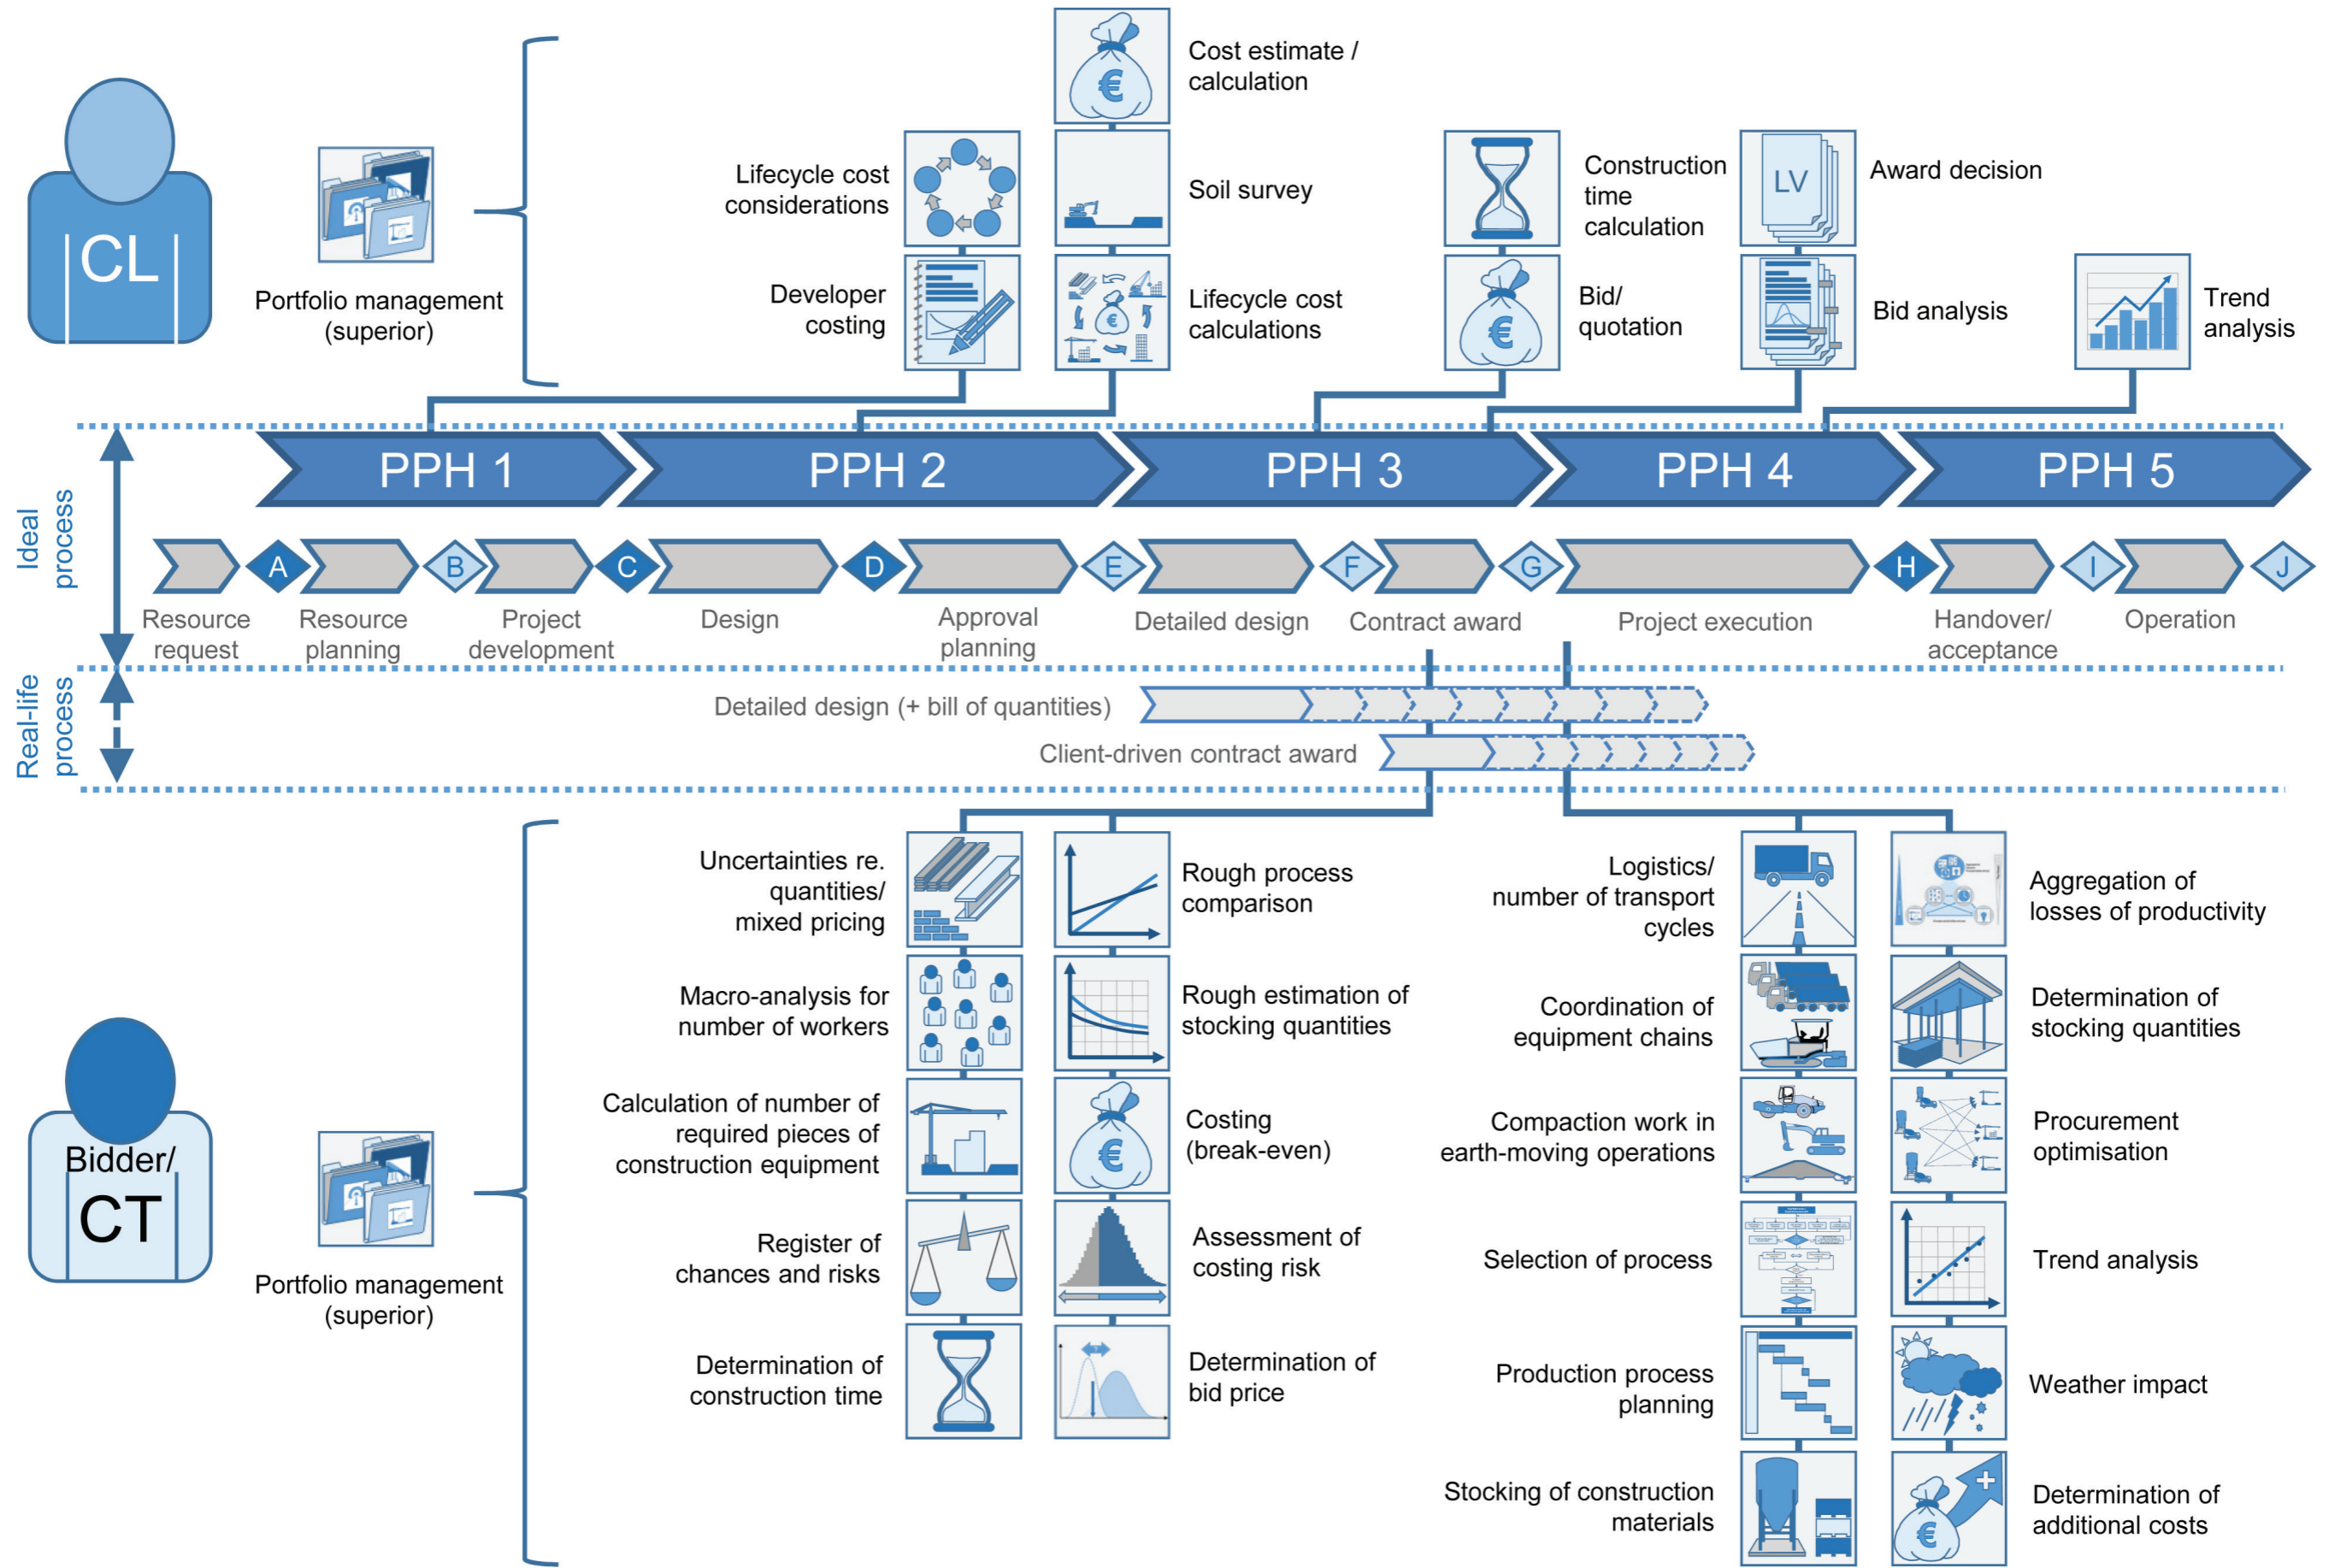 CL
Portfolio management
(superior)
Cost estimate /
calculation
Lifecycle cost
considerations
Soil survey
Developer
costing
Lifecycle cost
calculations
Construction
time
calculation
LV
Award decision
Bid/
quotation
Bid analysis
Trend
analysis
€
€
€
Ideal
process
PPH 1
PPH 2
PPH 3
PPH 4
PPH 5
A
B
C
D
E
F
G
H
I
J
Resource
request
Resource
planning
Project
development
Design
Approval
planning
Detailed design
Contract award
Project execution
Handover/
acceptance
Operation
Real-life
process
Detailed design (+ bill of quantities)
Client-driven contract award
Bidder/
CT
Portfolio management
(superior)
Uncertainties re.
quantities/
mixed pricing
Rough process
comparison
Macro-analysis for
number of workers
Rough estimation of
stocking quantities
Calculation of number of
required pieces of
construction equipment
€
Costing
(break-even)
Register of
chances and risks
Assessment of
costing risk
Determination of
construction time
Determination of
bid price
Logistics/
number of transport
cycles
Aggregation of
losses of productivity
Coordination of
equipment chains
Determination of
stocking quantities
Compaction work in
earth-moving operations
Procurement
optimisation
Selection of process
Trend analysis
Production process
planning
Weather impact
Stocking of construction
materials
€
+
Determination of
additional costs